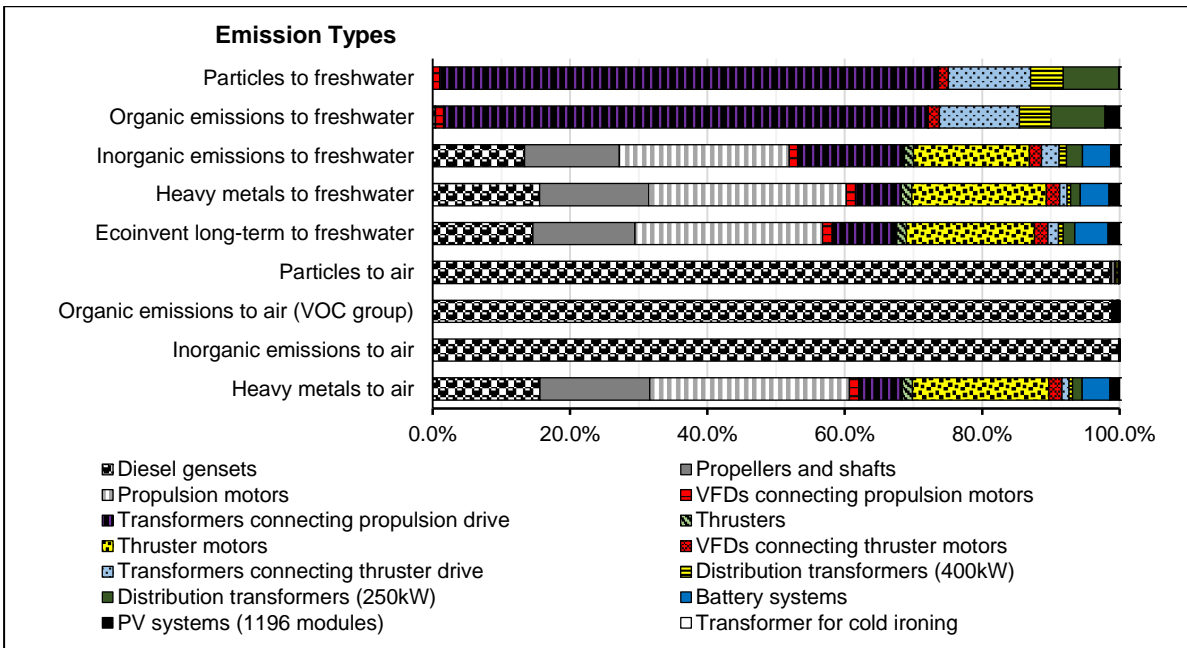 Emission Types
Particles to freshwater
Organic emissions to freshwater
Inorganic emissions to freshwater
Heavy metals to freshwater
Ecoinvent long-term to freshwater
Particles to air
Organic emissions to air (VOC group)
Inorganic emissions to air
Heavy metals to air
0.0% 20.0% 40.0% 60.0% 80.0% 100.0%
Diesel gensets Propellers and shafts
Propulsion motors VFDs connecting propulsion motors
Transformers connecting propulsion drive Thrusters
Thruster motors VFDs connecting thruster motors
Transformers connecting thruster drive Distribution transformers (400kW)
Distribution transformers (250kW) Battery systems
PV systems (1196 modules) Transformer for cold ironing